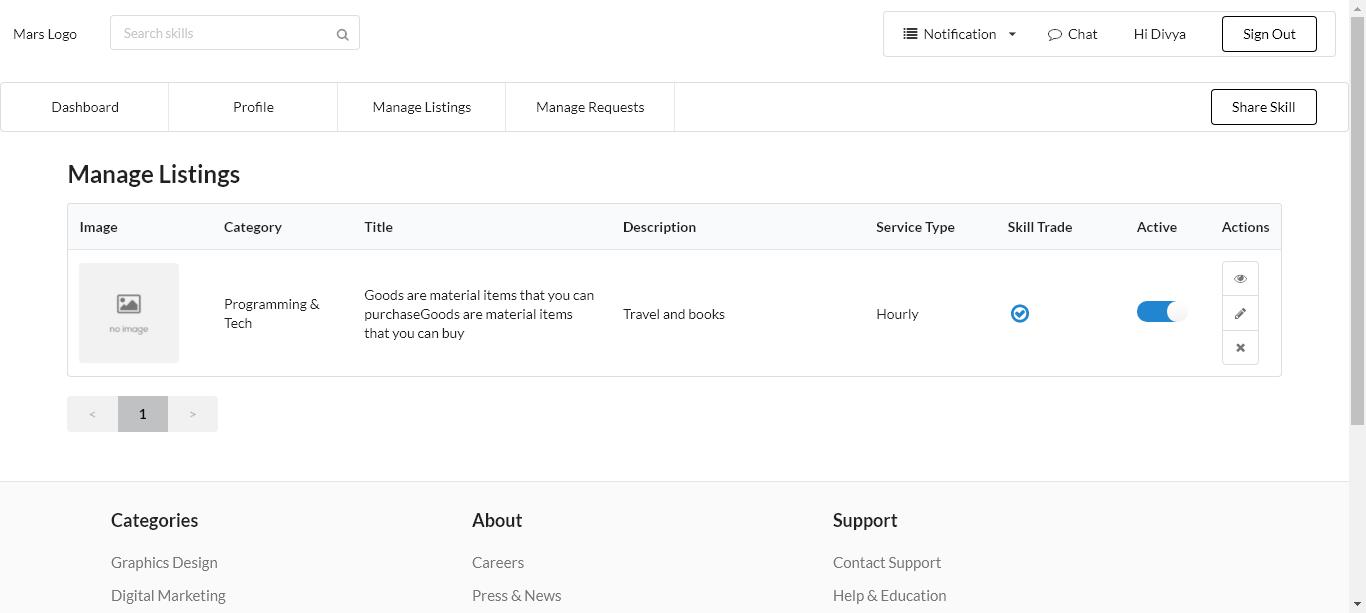 Mars Logo
Search skills
Notification
Chat
Hi Divya
Sign Out
Dashboard
Profile
Manage Listings
Manage Requests
Share Skill
Manage Listings
Image
Category
Title
Description
Service Type
Skill Trade
Active
Actions
no image
Programming &
Tech
Goods are material items that you can
purchaseGoods are material items
that you can buy
Travel and books
Hourly
<
1
>
Categories
About
Support
Graphics Design
Careers
Contact Support
Digital Marketing
Press & News
Help & Education